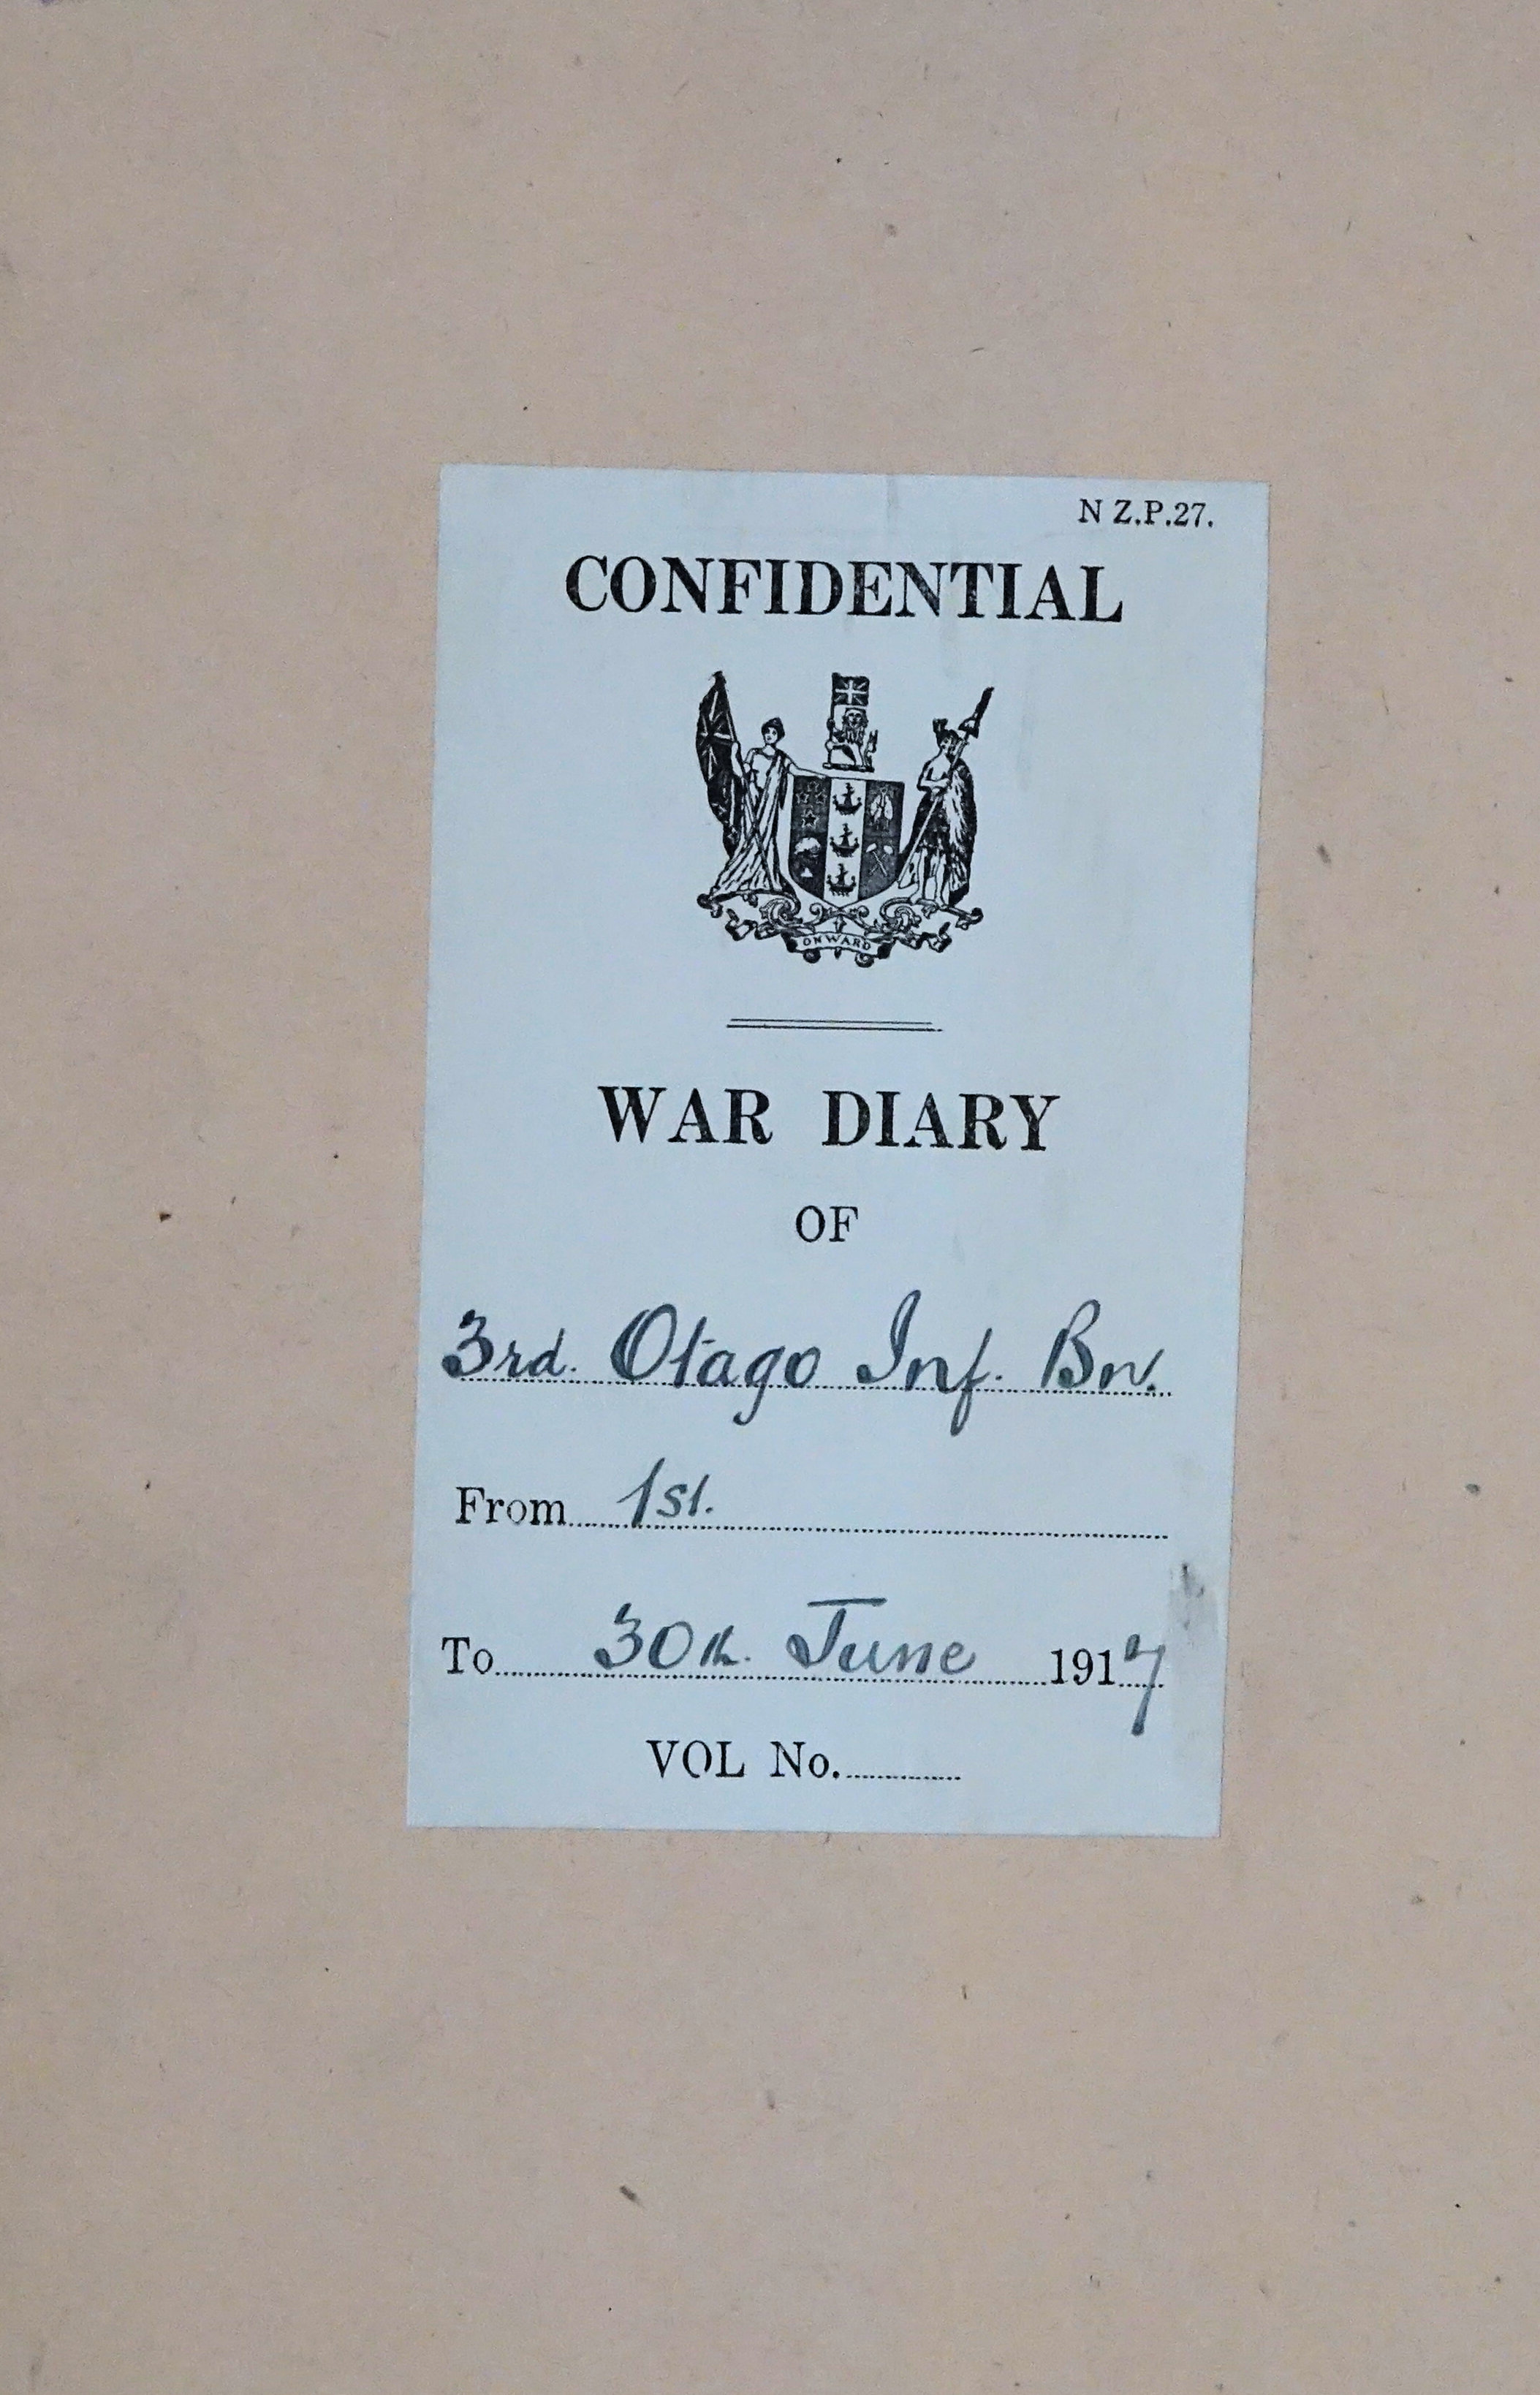 N Z.P.27.
CONFIDENTIAL
ONWARD
WAR DIARY
OF
3rd. Otago Inf. Bn.
From 1st.
To 30th. June 1917
VOL No.